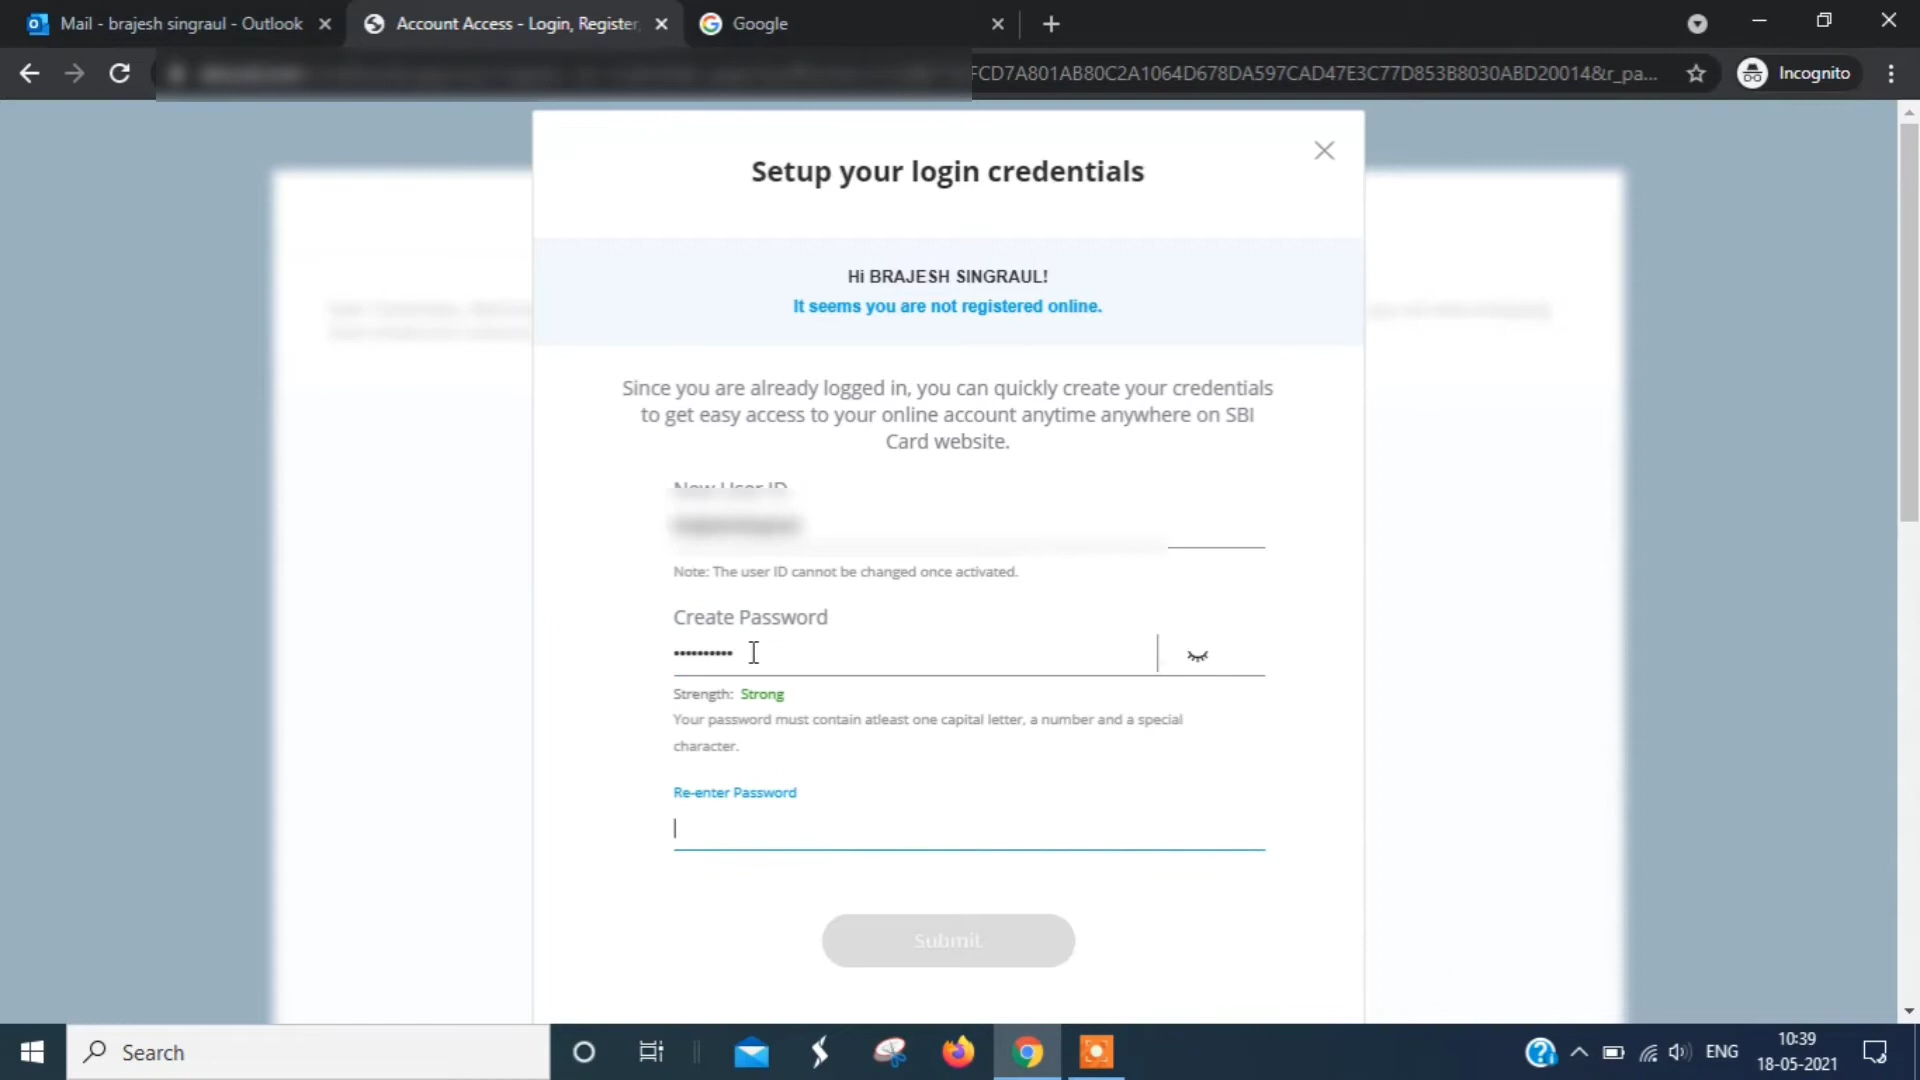 Mail - brajesh singraul - Outlook
Account Access - Login, Register
Google
FCD7A801AB80C2A1064D678DA597CAD47E3C77D853B8030ABD20014&r_pa...
Incognito
Setup your login credentials
Hi BRAJESH SINGRAUL!
It seems you are not registered online.
Since you are already logged in, you can quickly create your credentials
to get easy access to your online account anytime anywhere on SBI
Card website.
New User ID
Note: The user ID cannot be changed once activated.
Create Password
••••••••••
Strength: Strong
Your password must contain atleast one capital letter, a number and a special
character.
Re-enter Password
Submit
Search
ENG
10:39
18-05-2021